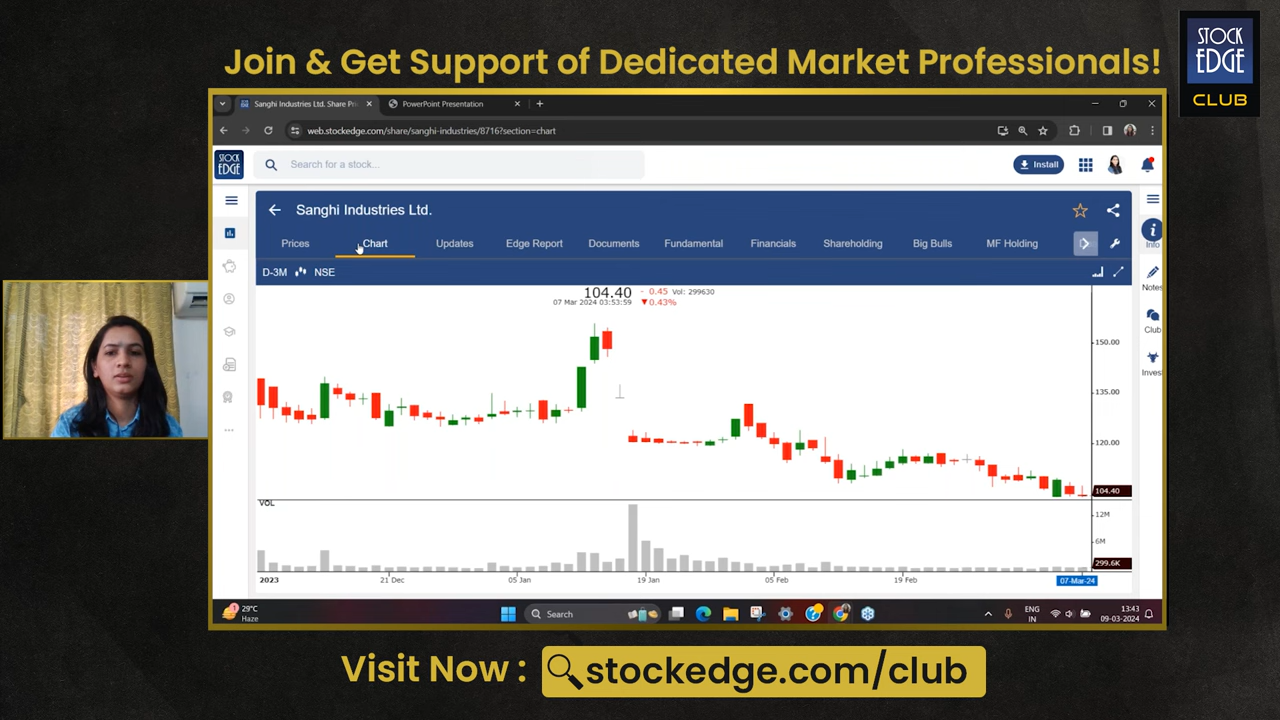 Join & Get Support of Dedicated Market Professionals!
STOCK
EDGE
CLUB
Sanghi Industries Ltd. Share Pri
PowerPoint Presentation
web.stockedge.com/share/sanghi-industries/8716?section=chart
STOCK
EDGE
Search for a stock...
Install
Sanghi Industries Ltd.
Prices
Chart
Updates
Edge Report
Documents
Fundamental
Financials
Shareholding
Big Bulls
MF Holding
Info
Notes
Club
Invest
D-3M
NSE
104.40
- 0.45 Vol: 299630
07 Mar 2024 03:53:59 ▼0.43%
150.00
135.00
120.00
104.40
VOL
12M
6M
299.6K
2023
21 Dec
05 Jan
19 Jan
05 Feb
19 Feb
07-Mar-24
29°C
Haze
Search
ENG
IN
13:43
09-03-2024
Visit Now :
stockedge.com/club